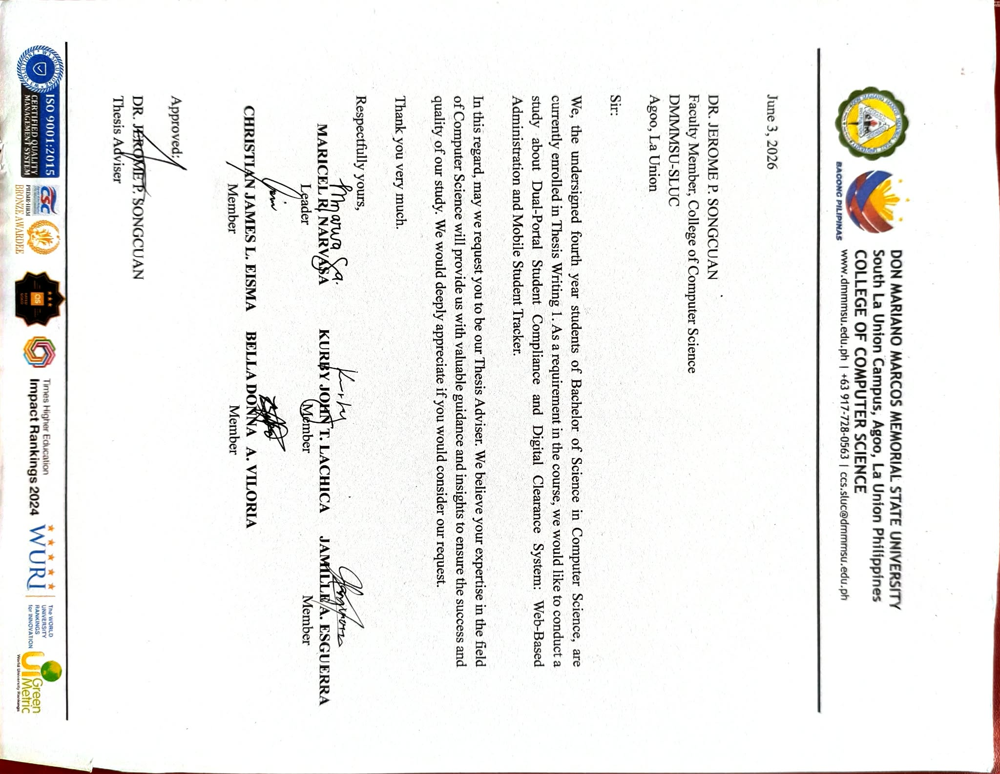 DON MARIANO MARCOS MEMORIAL STATE UNIVERSITY
South La Union Campus, Agoo, La Union Philippines
COLLEGE OF COMPUTER SCIENCE
www.dmmmsu.edu.ph | +63 917-728-0563 | ccs.sluc@dmmmsu.edu.ph
BAGONG PILIPINAS
June 3, 2026
DR. JEROME P. SONGCUAN
Faculty Member, College of Computer Science
DMMMSU-SLUC
Agoo, La Union
Sir:
We, the undersigned fourth year students of Bachelor of Science in Computer Science, are
currently enrolled in Thesis Writing 1. As a requirement in the course, we would like to conduct a
study about Dual-Portal Student Compliance and Digital Clearance System: Web-Based
Administration and Mobile Student Tracker.
In this regard, may we request you to be our Thesis Adviser. We believe your expertise in the field
of Computer Science will provide us with valuable guidance and insights to ensure the success and
quality of our study. We would deeply appreciate if you would consider our request.
Thank you very much.
Respectfully yours,
MARICEL R. NARVASA KURBY JOHN T. LACHICA JAMILLE A. ESGUERRA
Leader Member Member
CHRISTIAN JAMES L. EISMA BELLA DONNA A. VILORIA
Member Member
Approved:
DR. JEROME P. SONGCUAN
Thesis Adviser
W3 SOLUTIONZ
ISO 9001:2015
CERTIFIED QUALITY
MANAGEMENT SYSTEM
CSC
PRIME-HRM
BRONZE AWARDEE
QS
Times Higher Education
Impact Rankings 2024
WURI
The WORLD
UNIVERSITY
RANKINGS
for INNOVATION
UI Green
Metric
World University Rankings